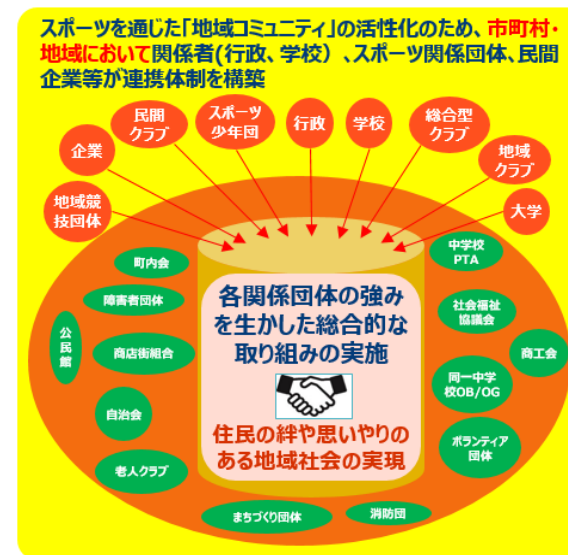 スポーツを通じた「地域コミュニティ」の活性化のため、市町村・
地域において関係者(行政、学校）、スポーツ関係団体、民間
企業等が連携体制を構築
地域競
技団体
企業
民間
クラブ
スポーツ
少年団
行政
学校
総合型
クラブ
地域
クラブ
大学
町内会
障害者団体
公民館
商店街組合
自治会
老人クラブ
まちづくり団体
消防団
中学校
PTA
社会福祉
協議会
商工会
同一中学
校OB/OG
ボランティア
団体
各関係団体の強み
を生かした総合的な
取り組みの実施
住民の絆や思いやりの
ある地域社会の実現